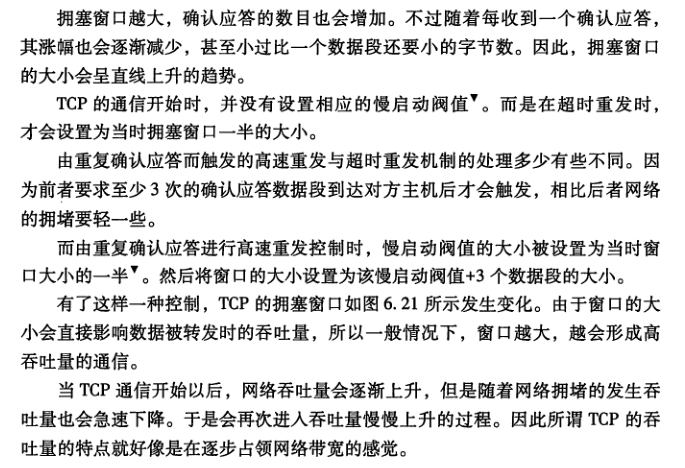 拥塞窗口越大，确认应答的数目也会增加。不过随着每收到一个确认应答，
其涨幅也会逐渐减少，甚至小过比一个数据段还要小的字节数。因此，拥塞窗口
的大小会呈直线上升的趋势。
TCP 的通信开始时，并没有设置相应的慢启动阀值▼。而是在超时重发时，
才会设置为当时拥塞窗口一半的大小。
由重复确认应答而触发的高速重发与超时重发机制的处理多少有些不同。因
为前者要求至少 3 次的确认应答数据段到达对方主机后才会触发，相比后者网络
的拥堵要轻一些。
而由重复确认应答进行高速重发控制时，慢启动阀值的大小被设置为当时窗
口大小的一半▼。然后将窗口的大小设置为该慢启动阀值+3 个数据段的大小。
有了这样一种控制，TCP 的拥塞窗口如图 6.21 所示发生变化。由于窗口的大
小会直接影响数据被转发时的吞吐量，所以一般情况下，窗口越大，越会形成高
吞吐量的通信。
当 TCP 通信开始以后，网络吞吐量会逐渐上升，但是随着网络拥堵的发生吞
吐量也会急速下降。于是会再次进入吞吐量慢慢上升的过程。因此所谓 TCP 的吞
吐量的特点就好像是在逐步占领网络带宽的感觉。